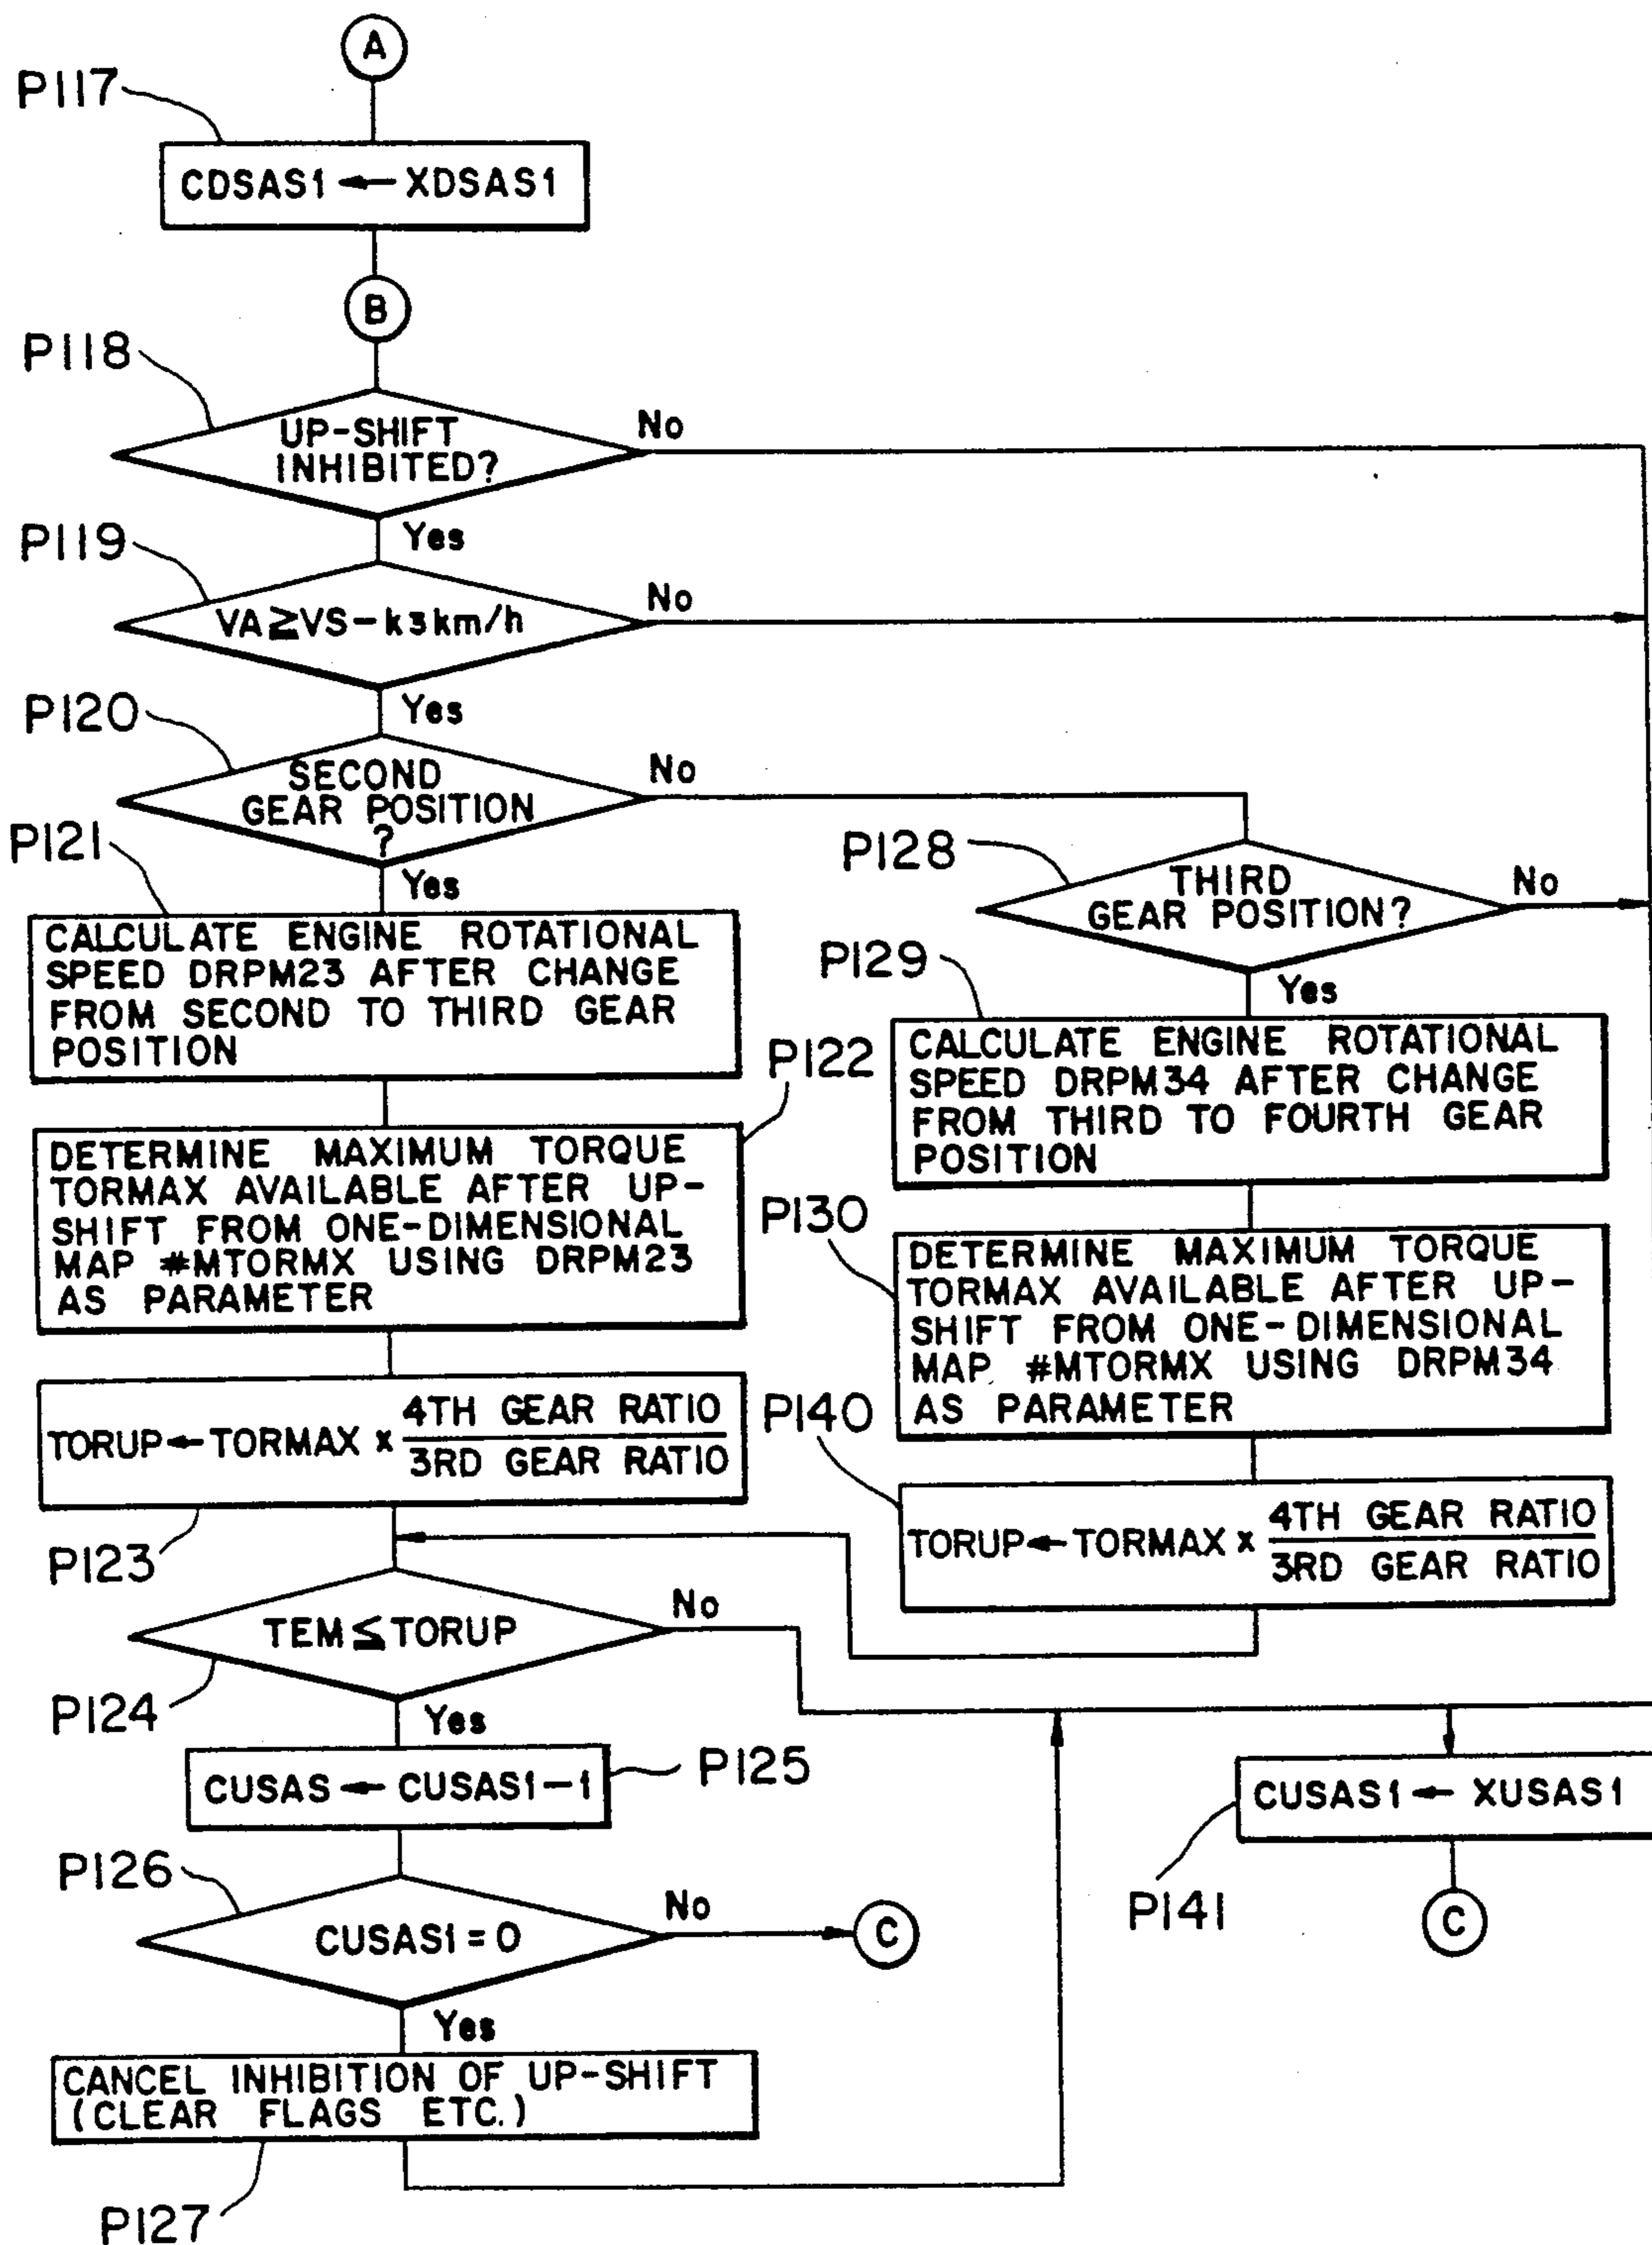 A
P117
CDSAS1 ← XDSAS1
B
P118
UP-SHIFT
INHIBITED?
No
Yes
P119
VA≧VS-k3km/h
No
Yes
P120
SECOND
GEAR POSITION
?
No
Yes
P121
CALCULATE ENGINE ROTATIONAL
SPEED DRPM23 AFTER CHANGE
FROM SECOND TO THIRD GEAR
POSITION
P122
DETERMINE MAXIMUM TORQUE
TORMAX AVAILABLE AFTER UP-
SHIFT FROM ONE-DIMENSIONAL
MAP #MTORMX USING DRPM23
AS PARAMETER
TORUP←TORMAX × 4TH GEAR RATIO
3RD GEAR RATIO
P123
P128
THIRD
GEAR POSITION?
No
Yes
P129
CALCULATE ENGINE ROTATIONAL
SPEED DRPM34 AFTER CHANGE
FROM THIRD TO FOURTH GEAR
POSITION
P130
DETERMINE MAXIMUM TORQUE
TORMAX AVAILABLE AFTER UP-
SHIFT FROM ONE-DIMENSIONAL
MAP #MTORMX USING DRPM34
AS PARAMETER
P140
TORUP←TORMAX × 4TH GEAR RATIO
3RD GEAR RATIO
TEM≦TORUP
No
P124
Yes
CUSAS ← CUSAS1-1
P125
P126
CUSAS1=0
No
C
Yes
CANCEL INHIBITION OF UP-SHIFT
(CLEAR FLAGS ETC.)
P127
CUSAS1 ← XUSAS1
P141
C